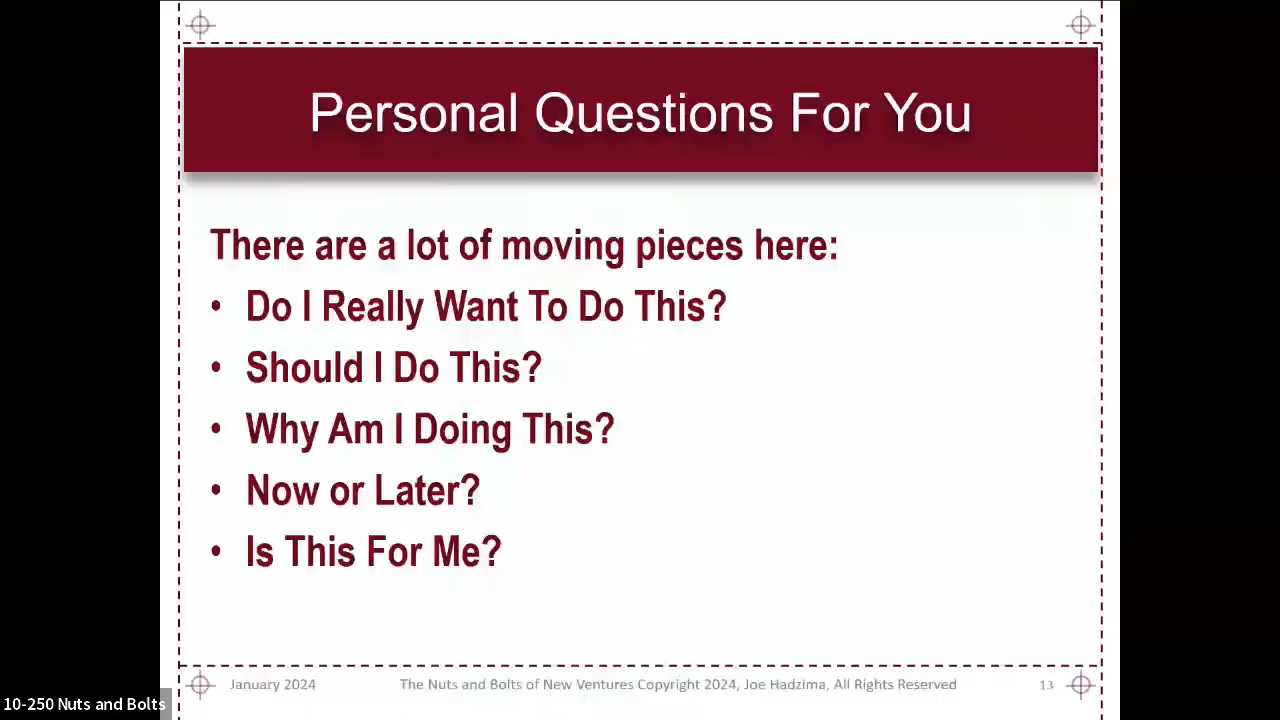 Personal Questions For You
There are a lot of moving pieces here:
• Do I Really Want To Do This?
• Should I Do This?
• Why Am I Doing This?
• Now or Later?
• Is This For Me?
January 2024 The Nuts and Bolts of New Ventures Copyright 2024, Joe Hadzima, All Rights Reserved 13
10-250 Nuts and Bolts